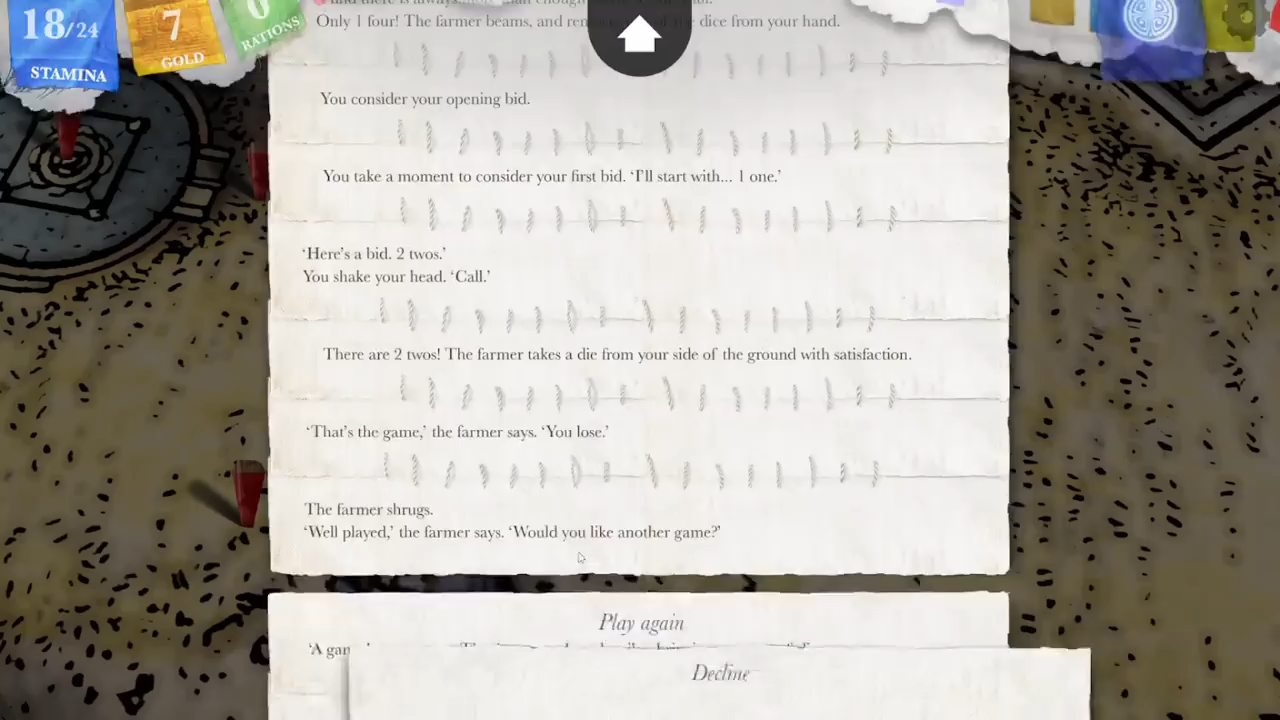 18/24
STAMINA
7
GOLD
0
RATIONS
Only 1 four! The farmer beams, and dice from your hand.
You consider your opening bid.
You take a moment to consider your first bid. ‘I’ll start with... 1 one.’
‘Here’s a bid. 2 twos.’
You shake your head. ‘Call.’
There are 2 twos! The farmer takes a die from your side of the ground with satisfaction.
‘That’s the game,’ the farmer says. ‘You lose.’
The farmer shrugs.
‘Well played,’ the farmer says. ‘Would you like another game?’
Play again
‘A
Decline